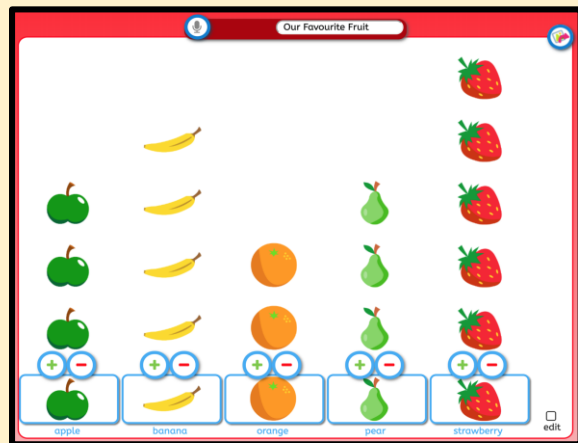 Our Favourite Fruit
apple
banana
orange
pear
strawberry
edit